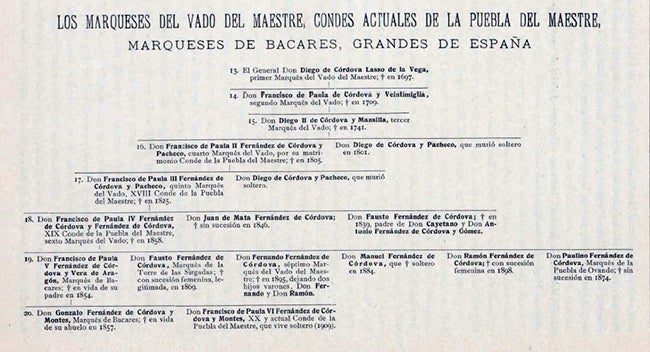 LOS MARQUESES DEL VADO DEL MAESTRE, CONDES ACTUALES DE LA PUEBLA DEL MAESTRE,
MARQUESES DE BACARES, GRANDES DE ESPAÑA
13. El General Don Diego de Córdova Lasso de la Vega,
primer Marqués del Vado del Maestre; † en 1697.
14. Don Francisco de Paula de Córdova y Veintimiglia,
segundo Marqués del Vado; † en 1709.
15. Don Diego II de Córdova y Mansilla, tercer
Marqués del Vado; † en 1741.
16. Don Francisco de Paula II Fernández de Córdova y
Pacheco, cuarto Marqués del Vado, por su matri-
monio Conde de la Puebla del Maestre; † en 1805.
Don Diego de Córdova y Pacheco, que murió soltero
en 1801.
17. Don Francisco de Paula III Fernández de
Córdova y Pacheco, quinto Marqués
del Vado, XVIII Conde de la Puebla
del Maestre; † en 1825.
Don Diego de Córdova y Pacheco, que murió
soltero.
18. Don Francisco de Paula IV Fernández
de Córdova y Fernández de Córdova,
XIX Conde de la Puebla del Maestre,
sexto Marqués del Vado; † en 1858.
Don Juan de Mata Fernández de Córdova;
† sin sucesión en 1846.
Don Fausto Fernández de Córdova; † en
1839, padre de Don Cayetano y Don An-
tonio Fernández de Córdova y Gómez.
19. Don Francisco de Paula
V Fernández de Cór-
dova y Vera de Ara-
gón, Marqués de Ba-
cares; † en vida de su
padre en 1854.
Don Fausto Fernández de
Córdova, Marqués de la
Torre de las Sirgadas; †
con sucesión femenina, le-
gitimada, en 1869.
Don Fernando Fernández
de Córdova, séptimo
Marqués del Vado del Maes-
tre; † en 1895, dejando dos
hijos varones, Don Fer-
nando y Don Ramón.
Don Manuel Fernández
de Córdova, que † soltero
en 1884.
Don Ramón Fernández de
Córdova; † con sucesión
femenina en 1898.
Don Paulino Fernández de
Córdova, Marqués de la
Puebla de Ovando; † sin
sucesión en 1874.
20. Don Gonzalo Fernández de Córdova y
Montes, Marqués de Bacares; † en vida
de su abuelo en 1857.
Don Francisco de Paula VI Fernández de Córdova
y Montes, XX y actual Conde de la
Puebla del Maestre, que vive soltero (1909).